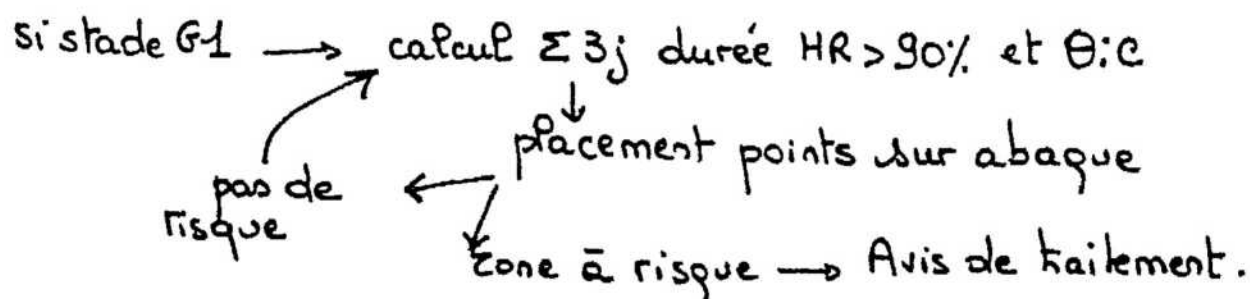 si stade G1 → calcul Σ 3j durée HR > 90% et θ:C
placement points sur abaque
pas de
risque
zone à risque → Avis de traitement.